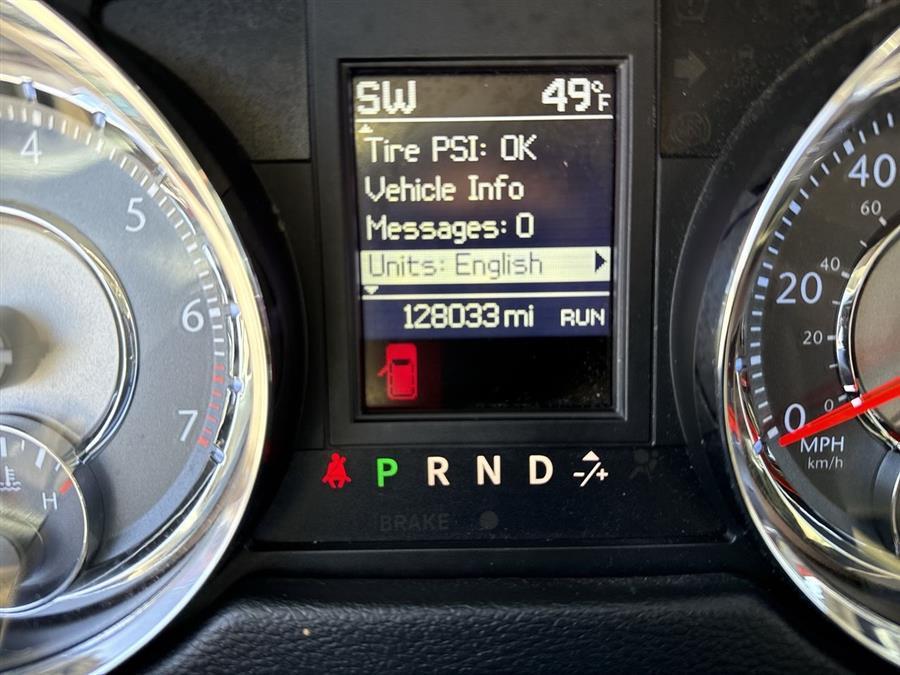 SW 49°F
Tire PSI: OK
Vehicle Info
Messages: 0
Units: English
128033 mi RUN
P R N D -/+
BRAKE
4
5
6
7
H
40
60
20
40
20
0
0
MPH
km/h